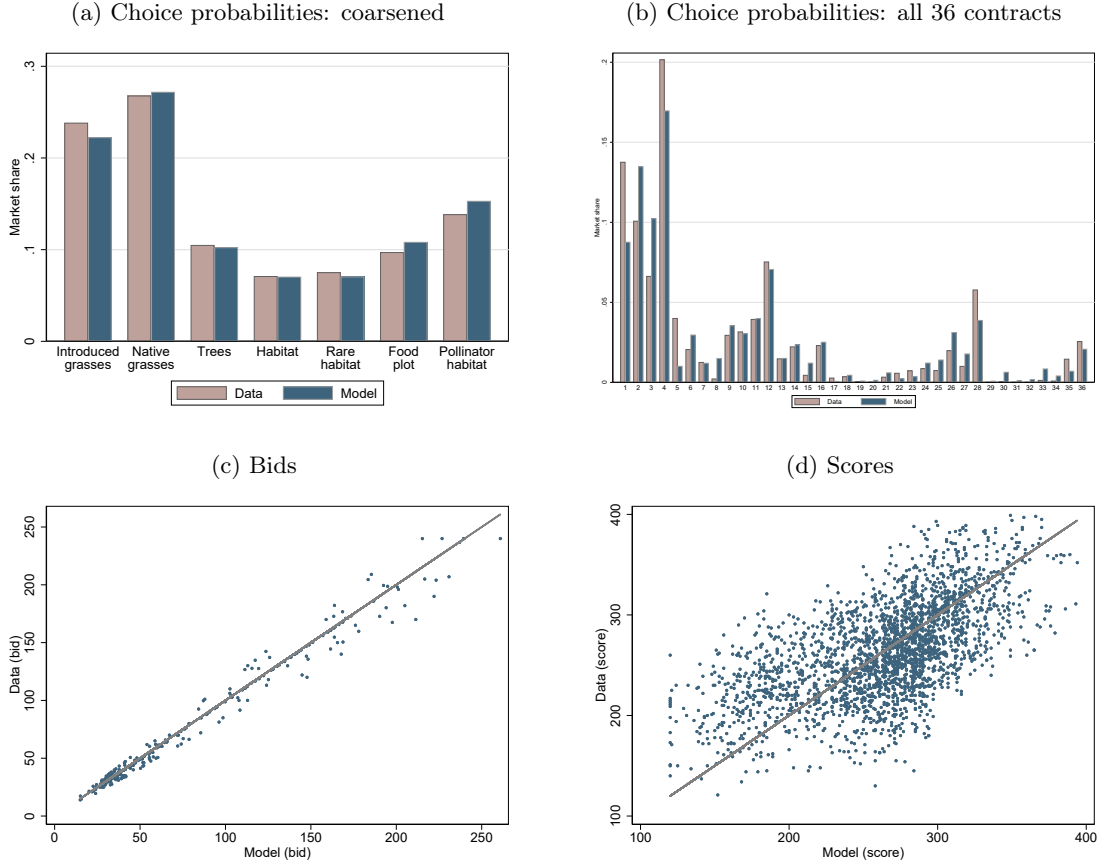 (a) Choice probabilities: coarsened
Market share
.3
.2
.1
0
Introduced grasses
Native grasses
Trees
Habitat
Rare habitat
Food plot
Pollinator habitat
Data
Model
(b) Choice probabilities: all 36 contracts
Market share
.2
.15
.1
.05
0
1 2 3 4 5 6 7 8 9 10 11 12 13 14 15 16 17 18 19 20 21 22 23 24 25 26 27 28 29 30 31 32 33 34 35 36
Data
Model
(c) Bids
Data (bid)
250
200
150
100
50
0
0 50 100 150 200 250
Model (bid)
(d) Scores
Data (score)
400
300
200
100
100 200 300 400
Model (score)